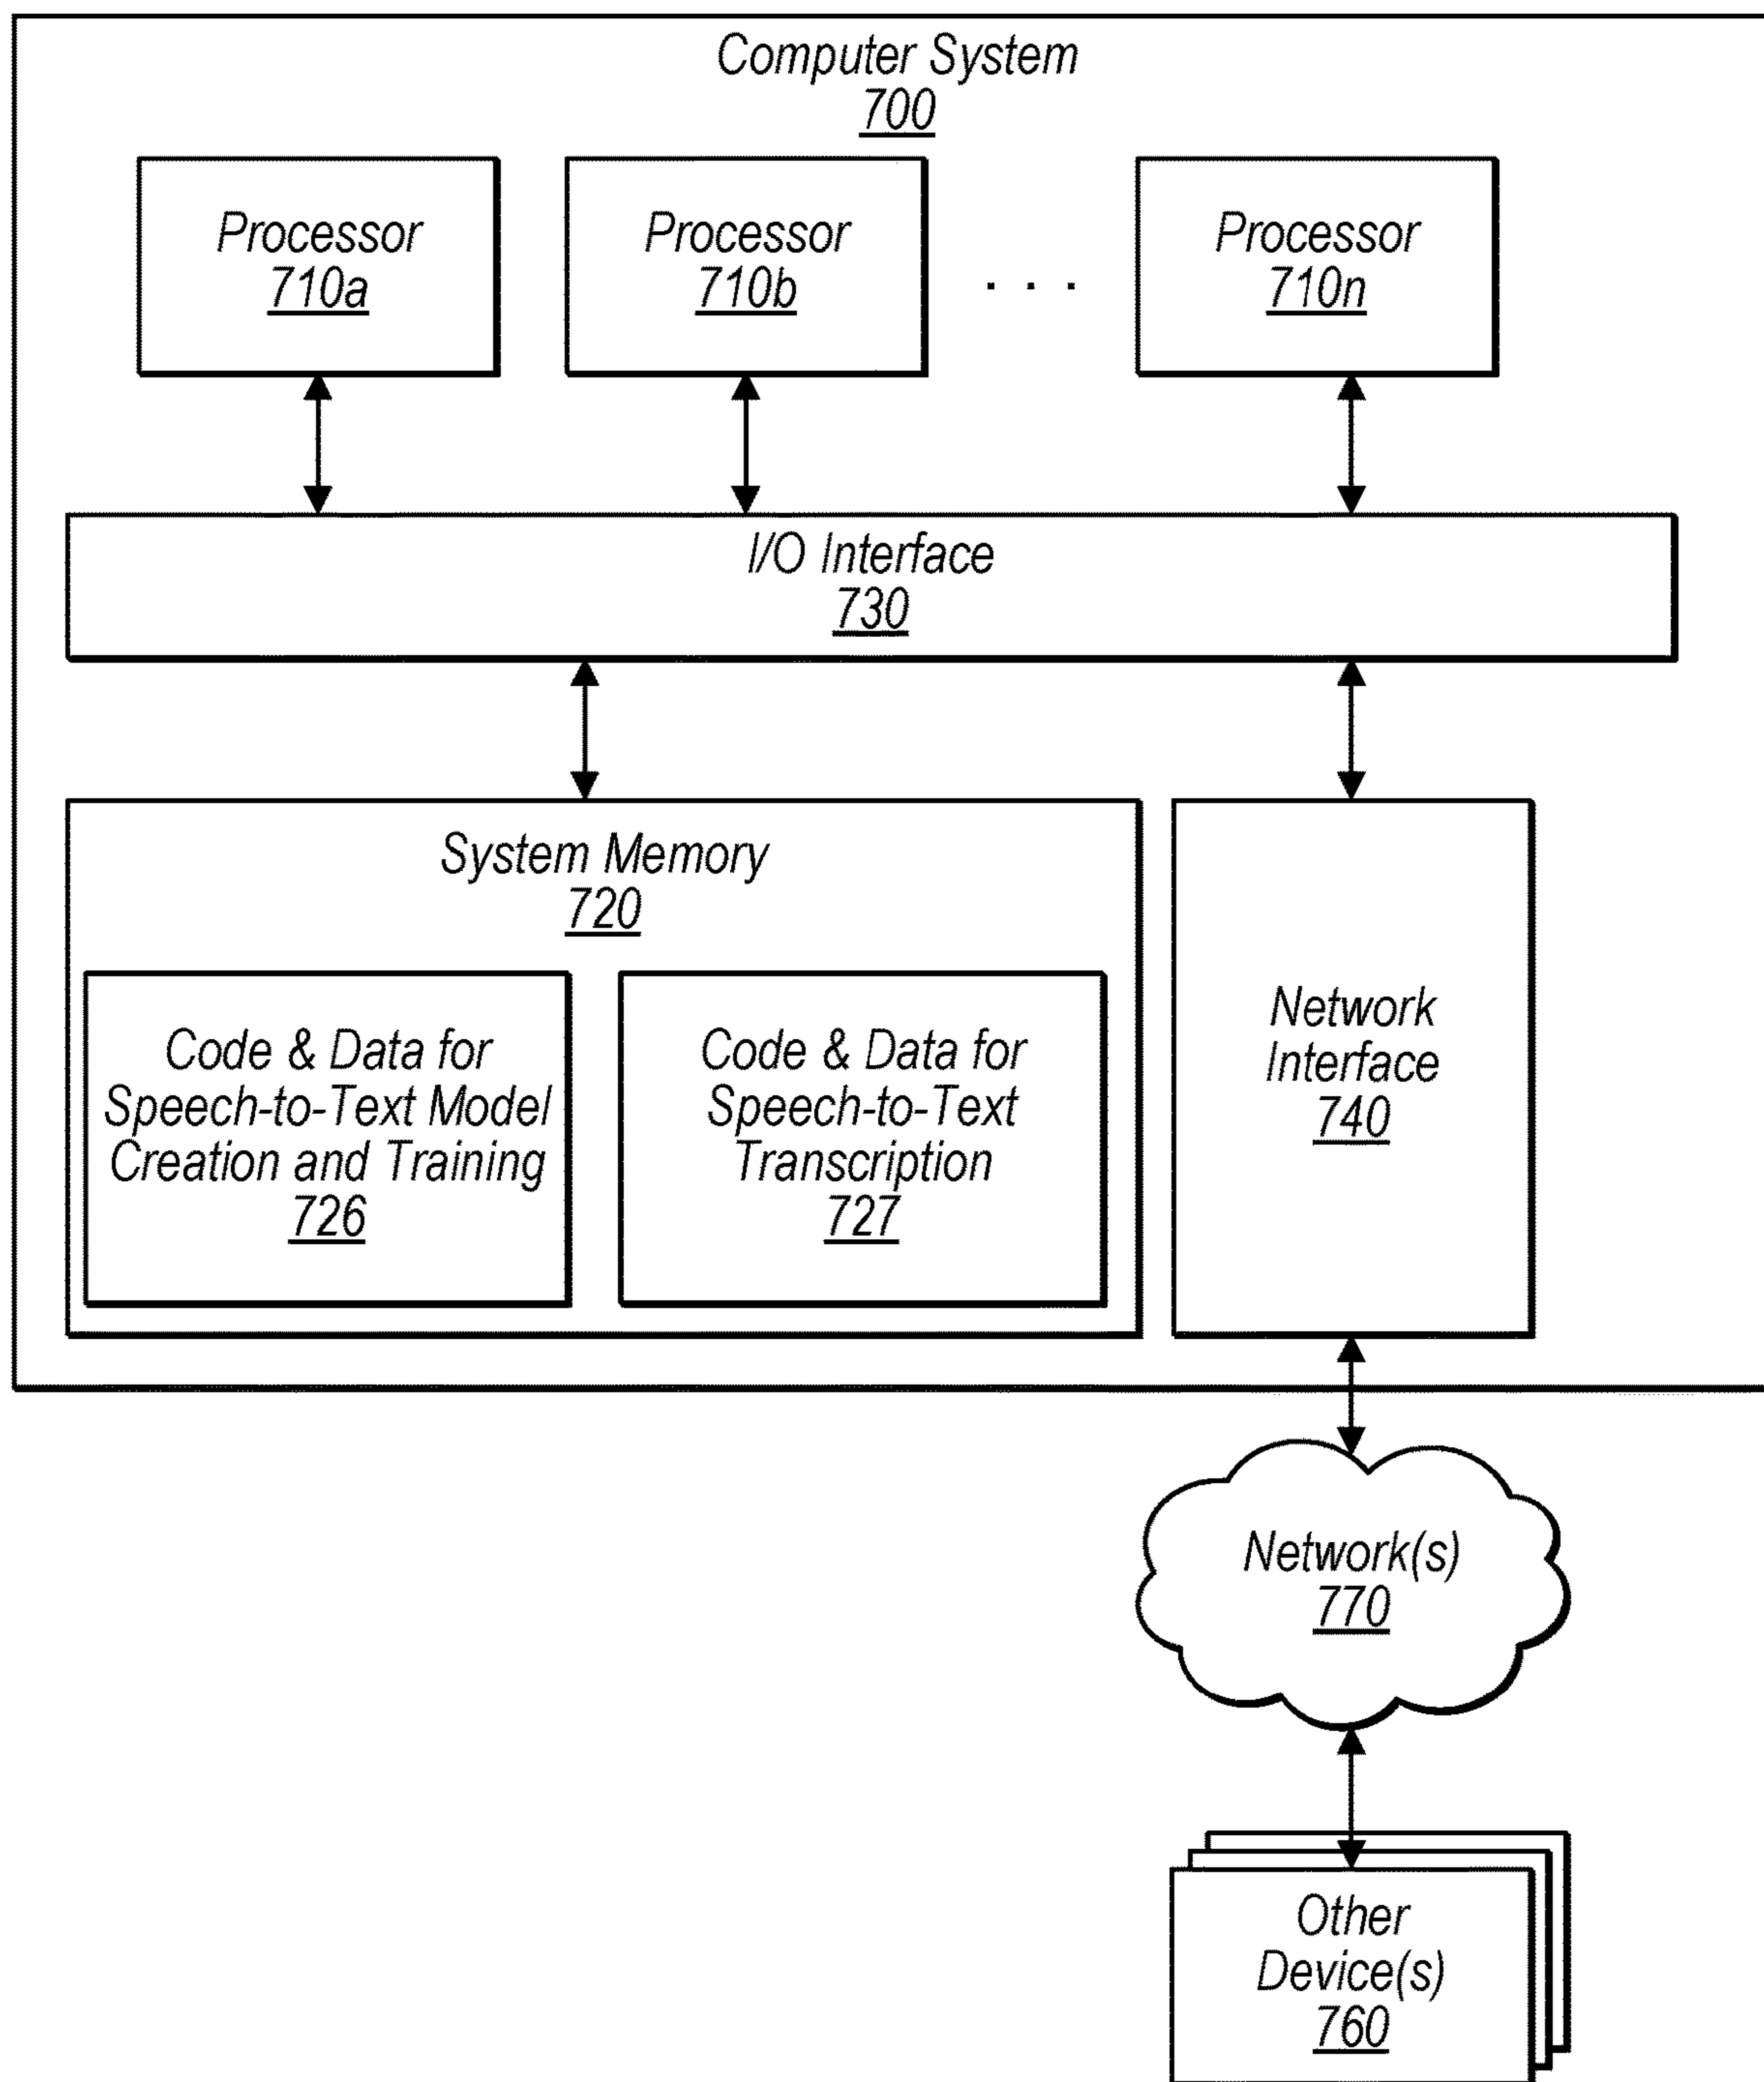 Computer System
700
Processor
710a
Processor
710b
. . .
Processor
710n
I/O Interface
730
System Memory
720
Code & Data for
Speech-to-Text Model
Creation and Training
726
Code & Data for
Speech-to-Text
Transcription
727
Network
Interface
740
Network(s)
770
Other
Device(s)
760